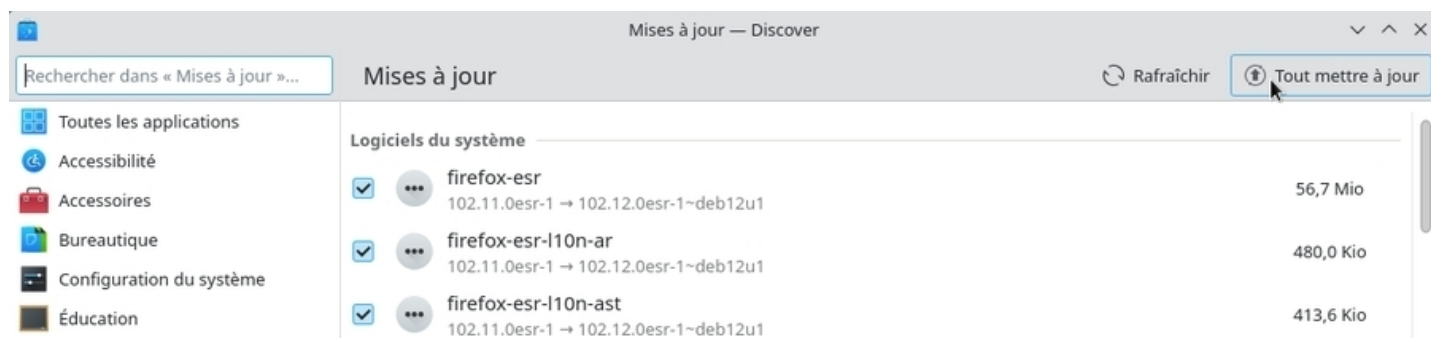 Mises à jour — Discover
Rechercher dans « Mises à jour »...
Mises à jour
Rafraîchir
Tout mettre à jour
Toutes les applications
Accessibilité
Accessoires
Bureautique
Configuration du système
Éducation
Logiciels du système
firefox-esr
56,7 Mio
102.11.0esr-1 → 102.12.0esr-1~deb12u1
firefox-esr-l10n-ar
480,0 Kio
102.11.0esr-1 → 102.12.0esr-1~deb12u1
firefox-esr-l10n-ast
413,6 Kio
102.11.0esr-1 → 102.12.0esr-1~deb12u1